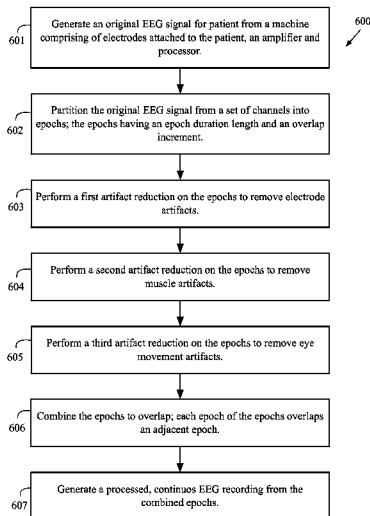 600
601
Generate an original EEG signal for patient from a machine
comprising of electrodes attached to the patient, an amplifier and
processor.
602
Partition the original EEG signal from a set of channels into
epochs; the epochs having an epoch duration length and an overlap
increment.
603
Perform a first artifact reduction on the epochs to remove electrode
artifacts.
604
Perform a second artifact reduction on the epochs to remove
muscle artifacts.
605
Perform a third artifact reduction on the epochs to remove eye
movement artifacts.
606
Combine the epochs to overlap; each epoch of the epochs overlaps
an adjacent epoch.
607
Generate a processed, continuos EEG recording from the
combined epochs.